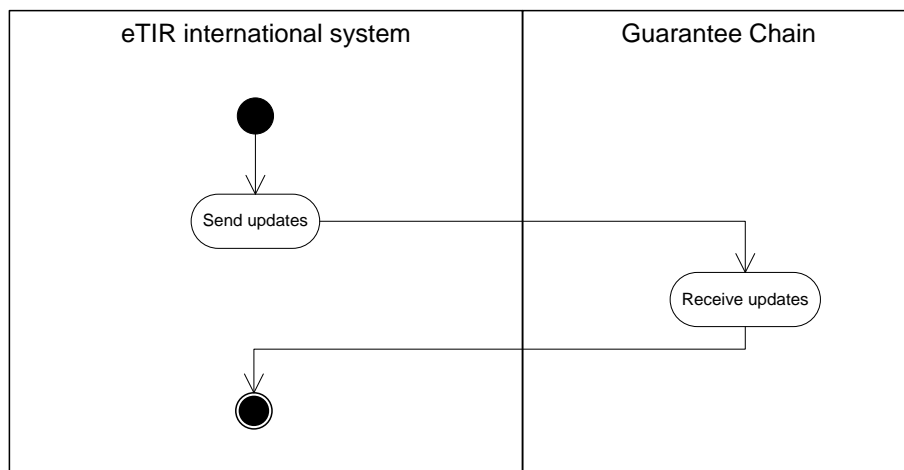 eTIR international system
Guarantee Chain
Send updates
Receive updates